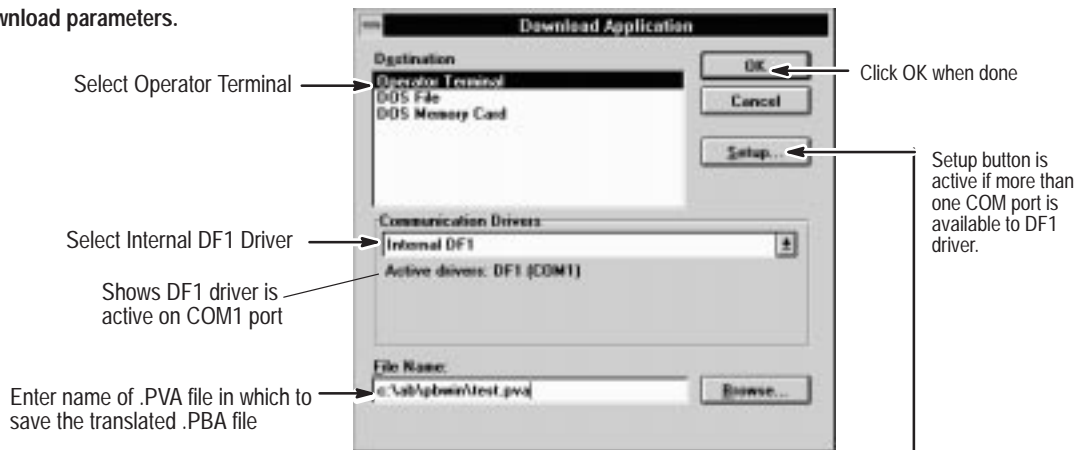 wnload parameters.
Download Application
Destination
Operator Terminal
DOS File
DOS Memory Card
OK
Cancel
Setup...
Select Operator Terminal
Click OK when done
Setup button is
active if more than
one COM port is
available to DF1
driver.
Communication Drivers
Select Internal DF1 Driver
Internal DF1
Active drivers: DF1 (COM1)
Shows DF1 driver is
active on COM1 port
File Name:
Enter name of .PVA file in which to
save the translated .PBA file
c:\ab\pbwin\test.pva
Browse...